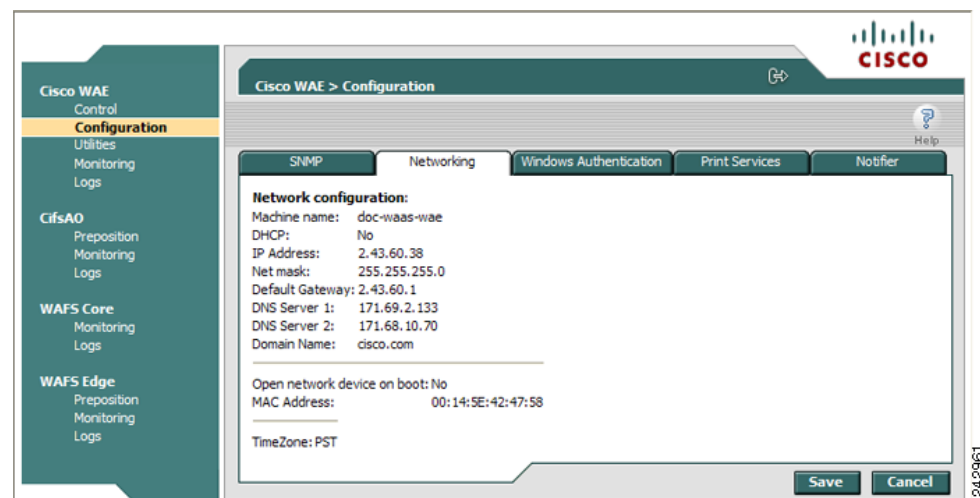 CISCO
Cisco WAE
Control
Configuration
Utilities
Monitoring
Logs
CifsAO
Preposition
Monitoring
Logs
WAFS Core
Monitoring
Logs
WAFS Edge
Preposition
Monitoring
Logs
Cisco WAE > Configuration
Help
SNMP
Networking
Windows Authentication
Print Services
Notifier
Network configuration:
Machine name: doc-waas-wae
DHCP: No
IP Address: 2.43.60.38
Net mask: 255.255.255.0
Default Gateway: 2.43.60.1
DNS Server 1: 171.69.2.133
DNS Server 2: 171.68.10.70
Domain Name: cisco.com
Open network device on boot: No
MAC Address: 00:14:5E:42:47:58
TimeZone: PST
Save
Cancel
242961